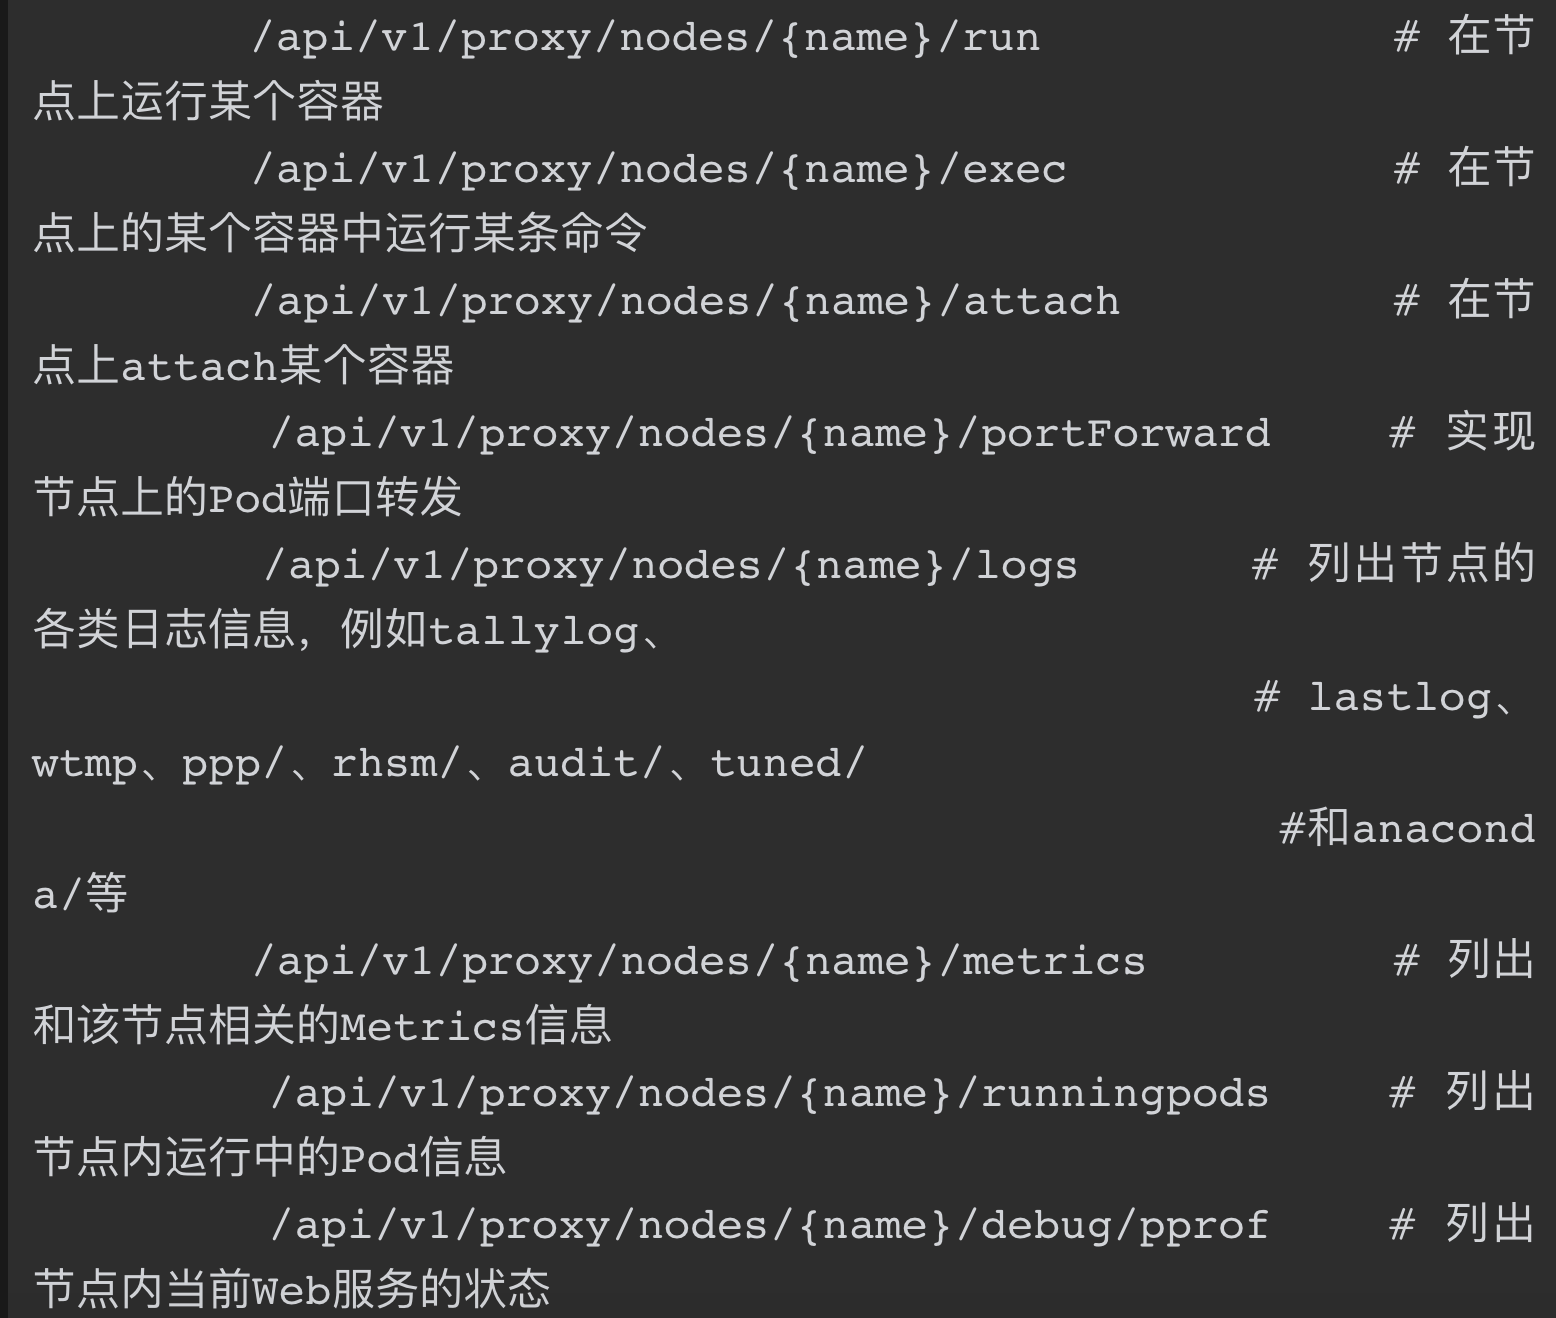 /api/v1/proxy/nodes/{name}/run # 在节
点上运行某个容器
/api/v1/proxy/nodes/{name}/exec # 在节
点上的某个容器中运行某条命令
/api/v1/proxy/nodes/{name}/attach # 在节
点上attach某个容器
/api/v1/proxy/nodes/{name}/portForward # 实现
节点上的Pod端口转发
/api/v1/proxy/nodes/{name}/logs # 列出节点的
各类日志信息，例如tallylog、
# lastlog、
wtmp、ppp/、rhsm/、audit/、tuned/
#和anacond
a/等
/api/v1/proxy/nodes/{name}/metrics # 列出
和该节点相关的Metrics信息
/api/v1/proxy/nodes/{name}/runningpods # 列出
节点内运行中的Pod信息
/api/v1/proxy/nodes/{name}/debug/pprof # 列出
节点内当前Web服务的状态